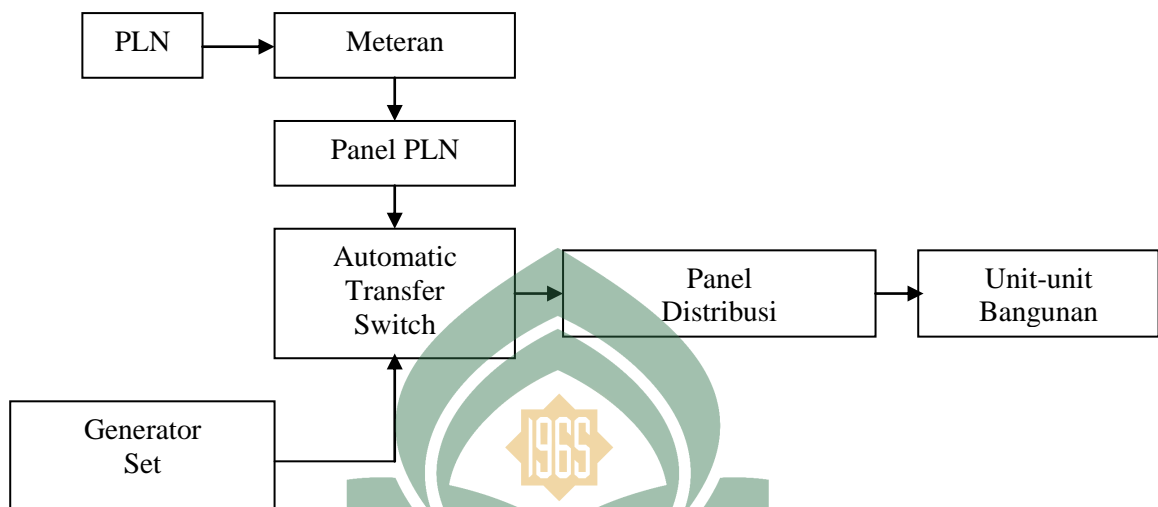 PLN
Meteran
Panel PLN
Automatic
Transfer
Switch
Panel
Distribusi
Unit-unit
Bangunan
Generator
Set
1965